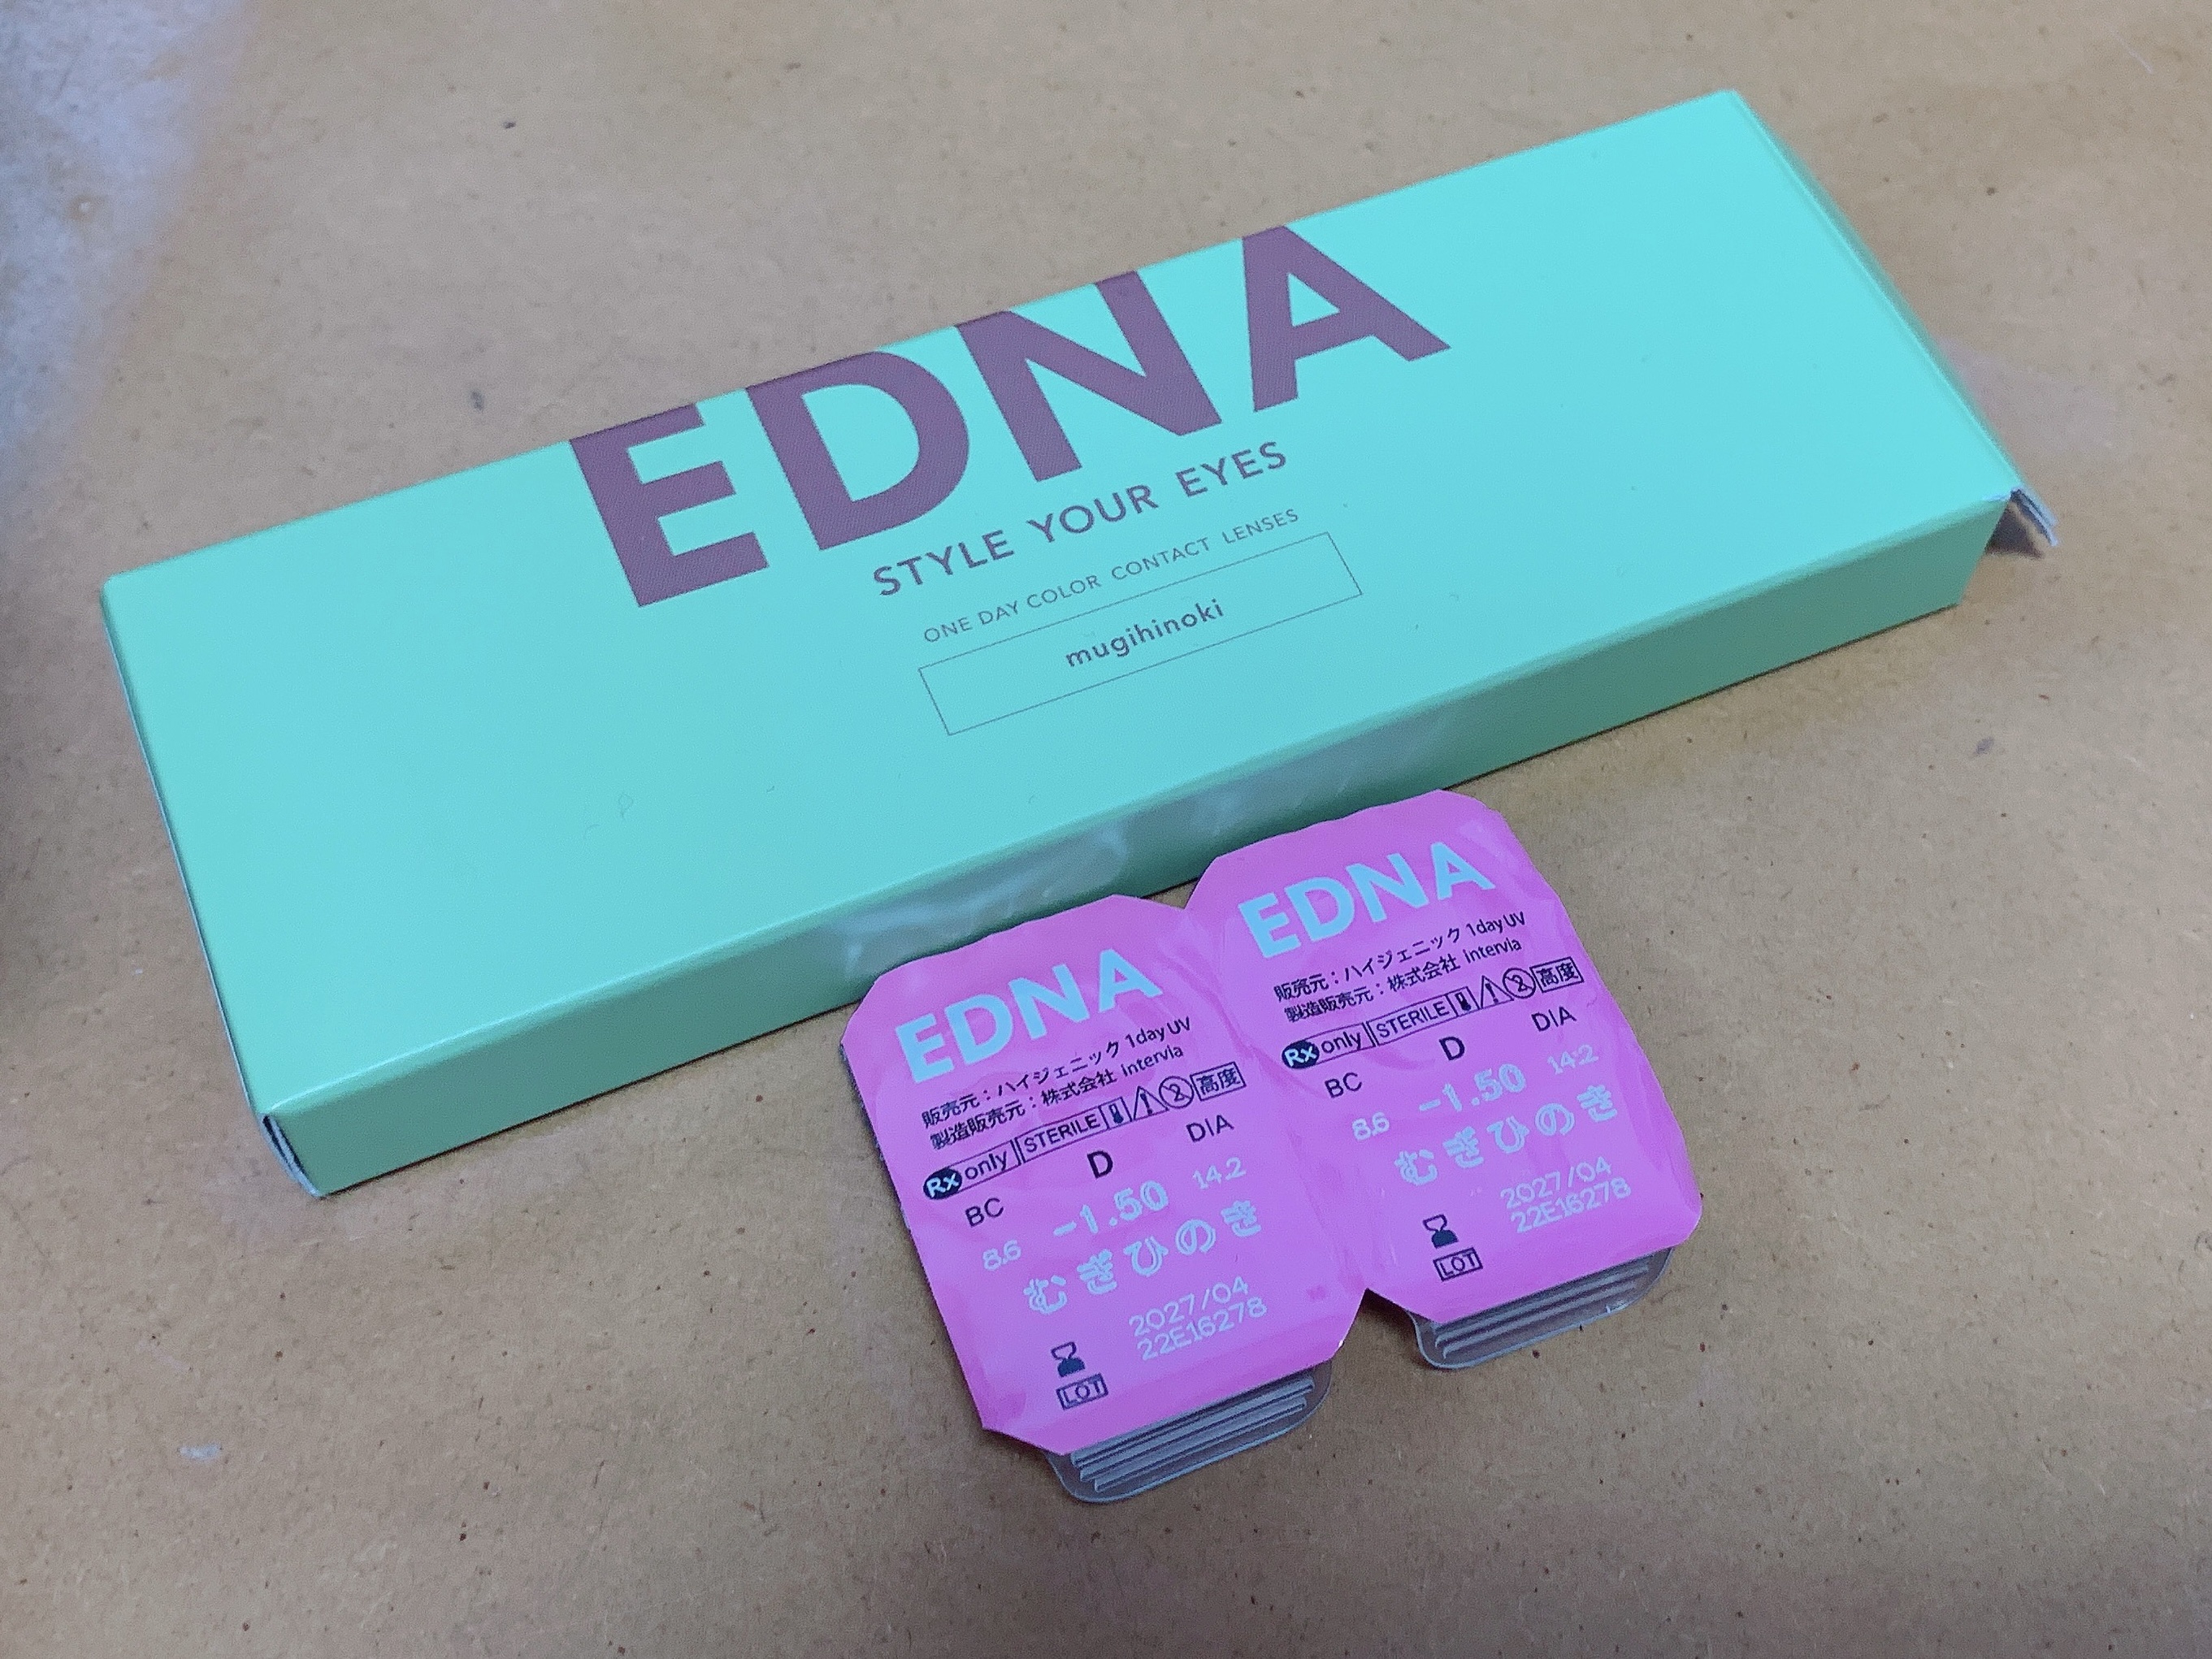 EDNA
STYLE YOUR EYES
ONE DAY COLOR CONTACT LENSES
mugihinoki
EDNA
販売元：ハイジェニック 1day UV
製造販売元：株式会社 intervia
Rx only STERILE 2 高度
BC D DIA
8.6 -1.50 14.2
むぎひのき
2027/04
LOT 22E16278
EDNA
販売元：ハイジェニック 1day UV
製造販売元：株式会社 intervia
Rx only STERILE 2 高度
BC D DIA
8.6 -1.50 14.2
むぎひのき
2027/04
LOT 22E16278